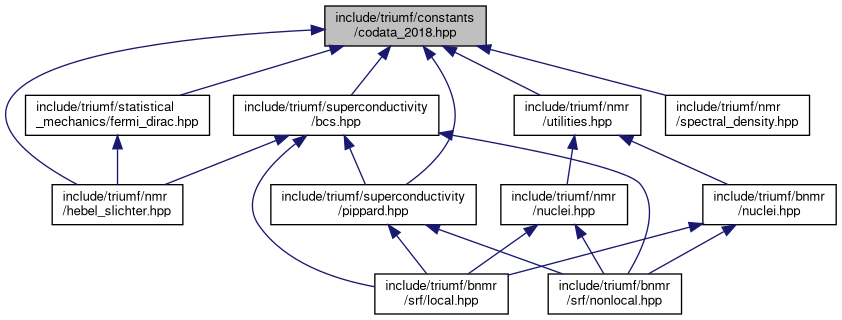 include/triumf/constants
/codata_2018.hpp
include/triumf/statistical
_mechanics/fermi_dirac.hpp
include/triumf/superconductivity
/bcs.hpp
include/triumf/nmr
/utilities.hpp
include/triumf/nmr
/spectral_density.hpp
include/triumf/nmr
/hebel_slichter.hpp
include/triumf/superconductivity
/pippard.hpp
include/triumf/nmr
/nuclei.hpp
include/triumf/bnmr
/nuclei.hpp
include/triumf/bnmr
/srf/local.hpp
include/triumf/bnmr
/srf/nonlocal.hpp